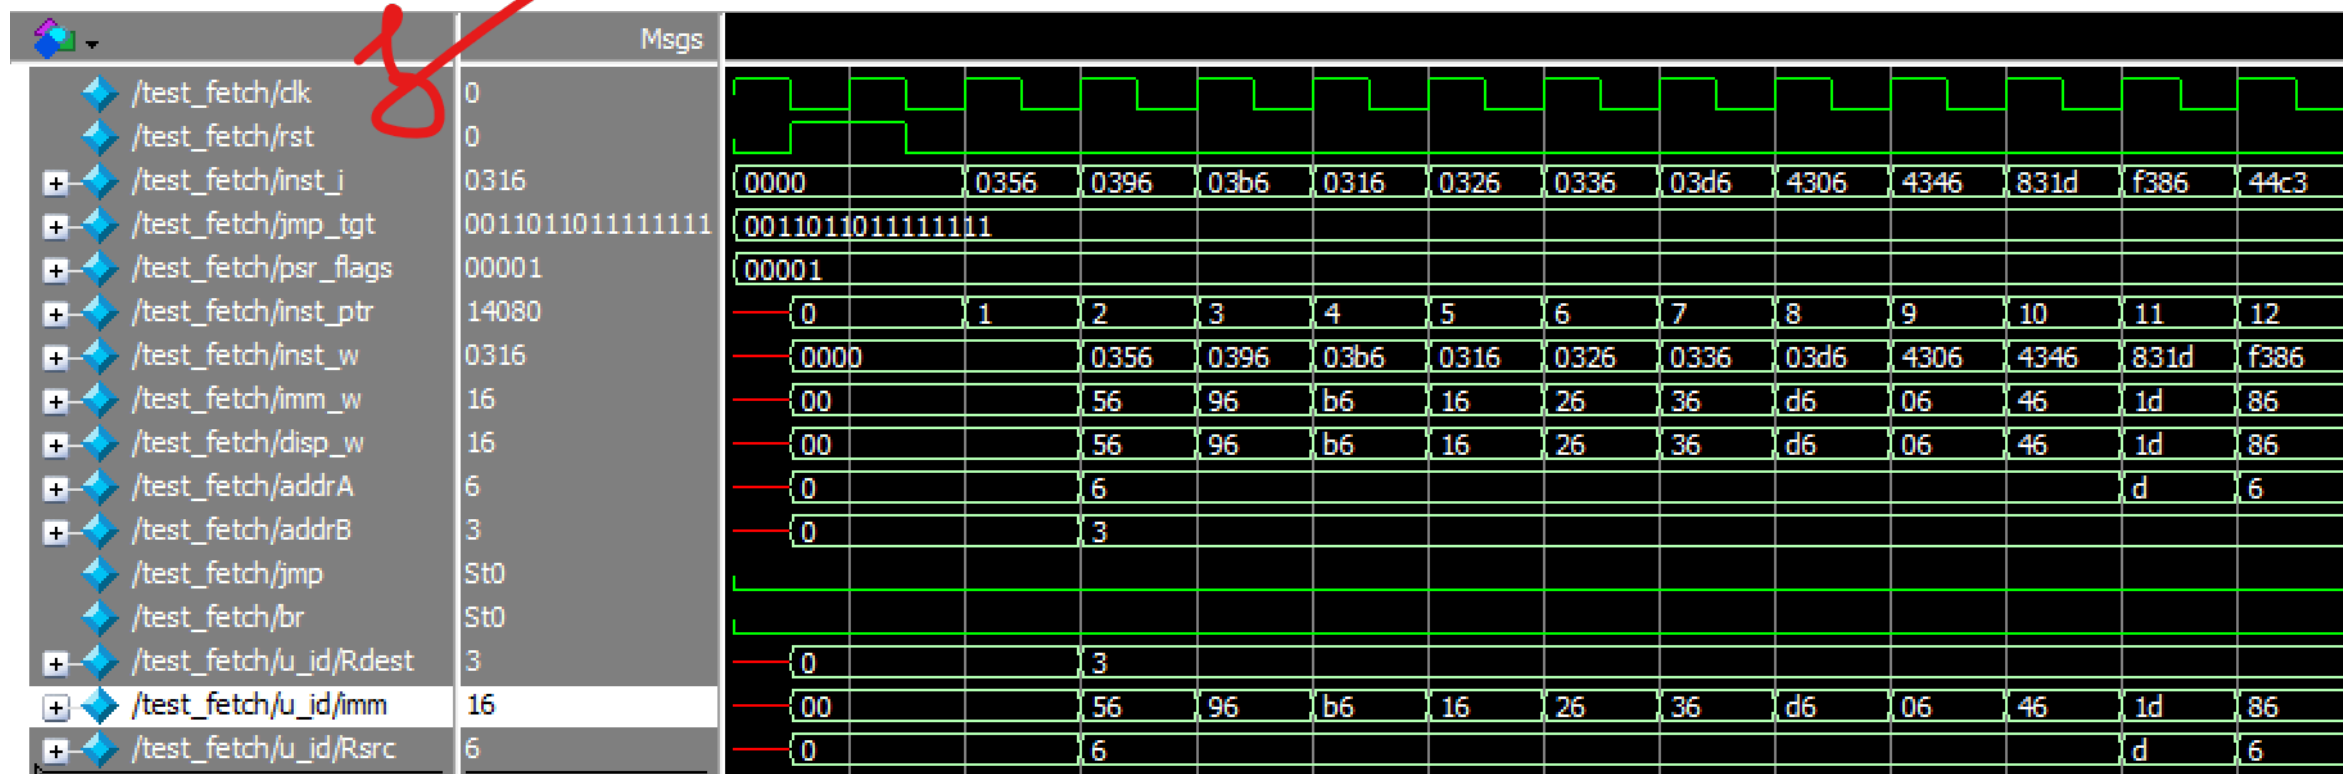 Msgs
/test_fetch/clk 0
/test_fetch/rst 0
/test_fetch/inst_i 0316 0000 0356 0396 03b6 0316 0326 0336 03d6 4306 4346 831d f386 44c3
/test_fetch/jmp_tgt 0011011011111111 0011011011111111
/test_fetch/psr_flags 00001 00001
/test_fetch/inst_ptr 14080 0 1 2 3 4 5 6 7 8 9 10 11 12
/test_fetch/inst_w 0316 0000 0356 0396 03b6 0316 0326 0336 03d6 4306 4346 831d f386
/test_fetch/imm_w 16 00 56 96 b6 16 26 36 d6 06 46 1d 86
/test_fetch/disp_w 16 00 56 96 b6 16 26 36 d6 06 46 1d 86
/test_fetch/addrA 6 0 6 d 6
/test_fetch/addrB 3 0 3
/test_fetch/jmp St0
/test_fetch/br St0
/test_fetch/u_id/Rdest 3 0 3
/test_fetch/u_id/imm 16 00 56 96 b6 16 26 36 d6 06 46 1d 86
/test_fetch/u_id/Rsrc 6 0 6 d 6